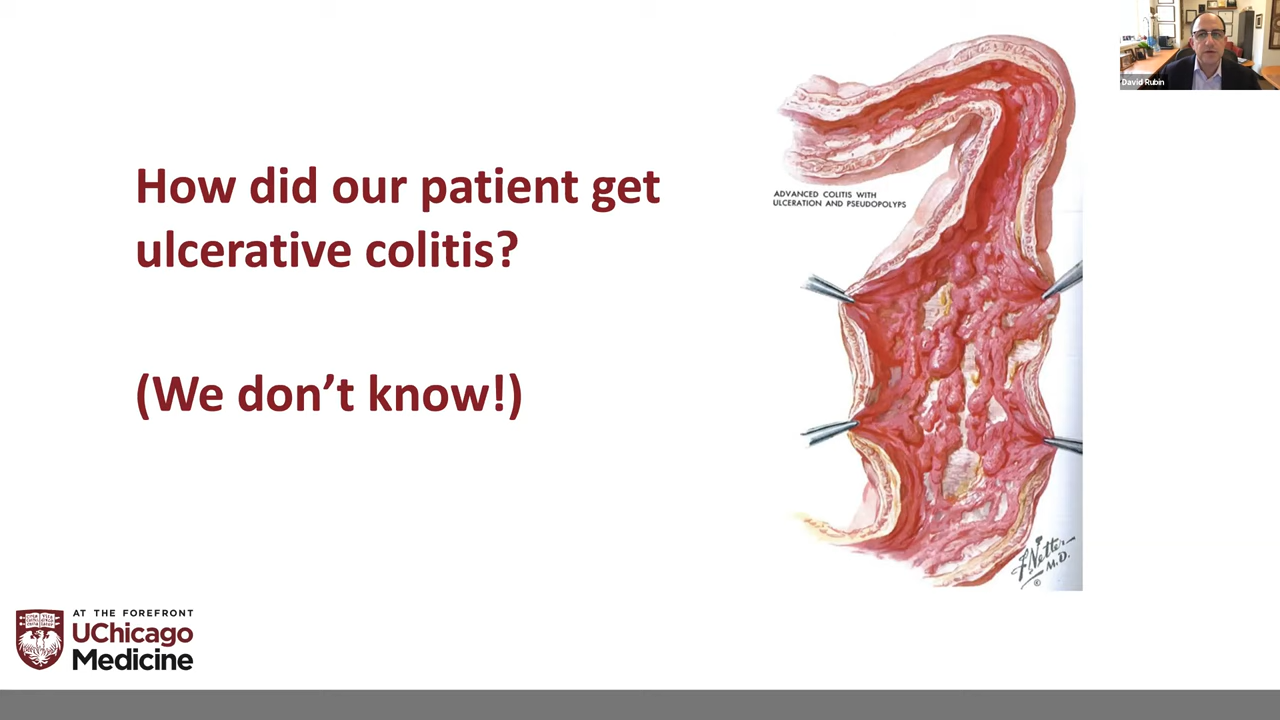 David Rubin
How did our patient get
ulcerative colitis?
(We don’t know!)
ADVANCED COLITIS WITH
ULCERATION AND PSEUDOPOLYPS
F. Netter
M.D.
©
AT THE FOREFRONT
UChicago
Medicine